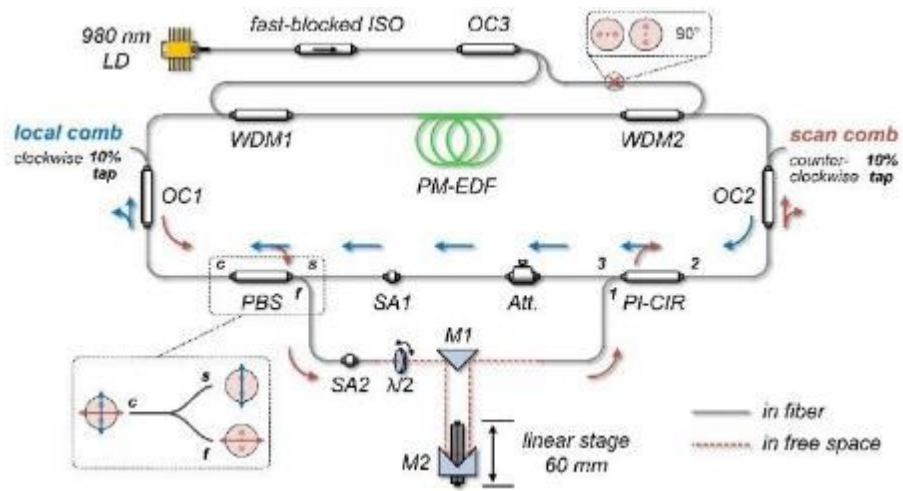 fast-blocked ISO
OC3
980 nm
LD
90°
WDM1
WDM2
PM-EDF
local comb
clockwise 10%
tap
scan comb
counter- 10%
clockwise tap
OC1
OC2
c
s
f
PBS
SA1
Att.
3
2
1
PI-CIR
M1
SA2
λ/2
M2
linear stage
60 mm
c
s
f
in fiber
in free space